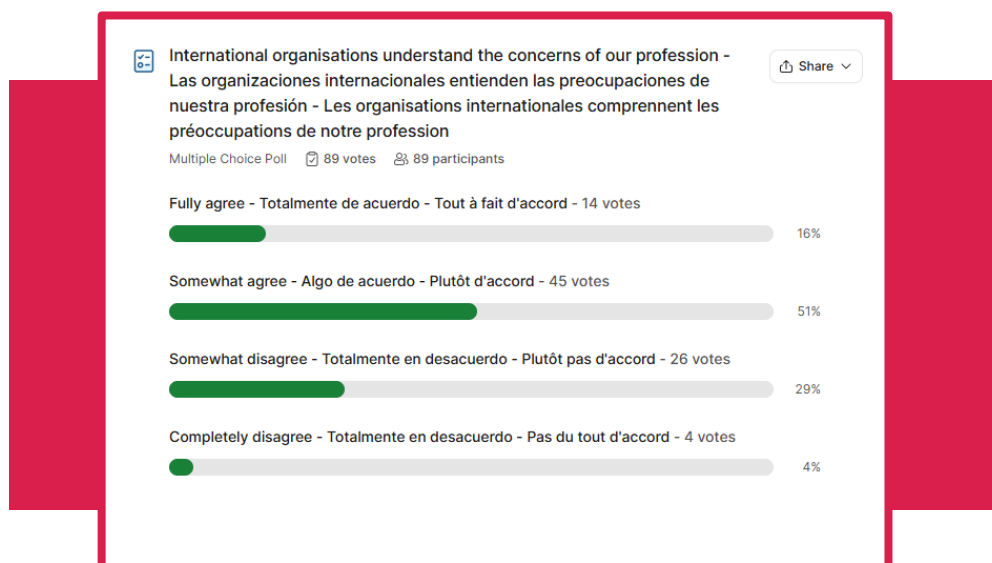 International organisations understand the concerns of our profession -
Las organizaciones internacionales entienden las preocupaciones de
nuestra profesión - Les organisations internationales comprennent les
préoccupations de notre profession
Share
Multiple Choice Poll 89 votes 89 participants
Fully agree - Totalmente de acuerdo - Tout à fait d'accord - 14 votes
16%
Somewhat agree - Algo de acuerdo - Plutôt d'accord - 45 votes
51%
Somewhat disagree - Totalmente en desacuerdo - Plutôt pas d'accord - 26 votes
29%
Completely disagree - Totalmente en desacuerdo - Pas du tout d'accord - 4 votes
4%